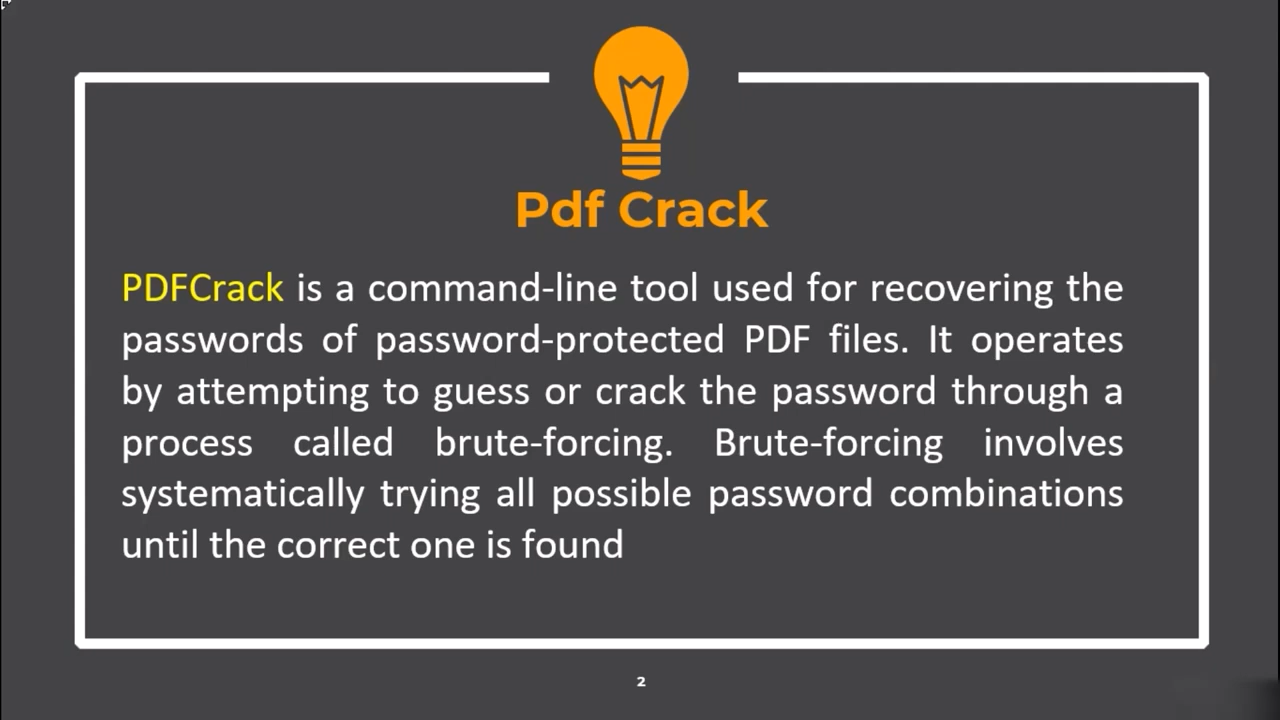 Pdf Crack
PDFCrack is a command-line tool used for recovering the
passwords of password-protected PDF files. It operates
by attempting to guess or crack the password through a
process called brute-forcing. Brute-forcing involves
systematically trying all possible password combinations
until the correct one is found
2